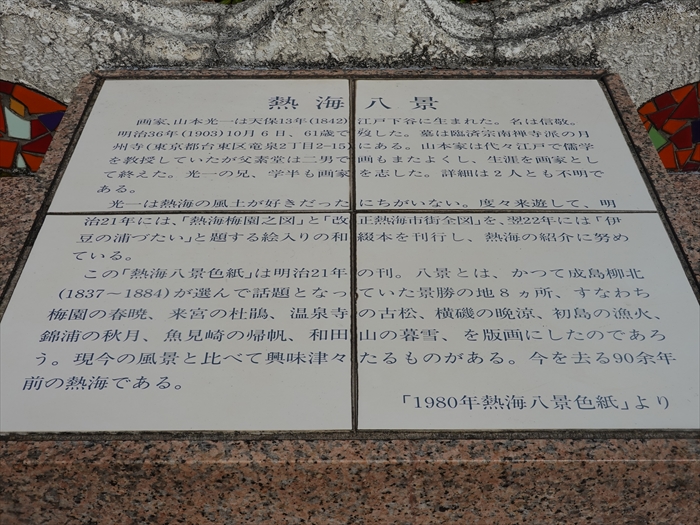 熱海八景
画家、山本光一は天保13年(1842)江戸下谷に生まれた。名は信敬。
明治36年(1903)10月6日、61歳で歿した。墓は臨済宗南禅寺派の月
州寺(東京都台東区竜泉2丁目2-15)にある。山本家は代々江戸で儒学
を教授していたが父素堂は二男で画もまたよくし、生涯を画家とし
て終えた。光一の兄、学半も画家を志した。詳細は2人とも不明で
ある。
光一は熱海の風土が好きだったにちがいない。度々来遊して、明
治21年には、「熱海梅園之図」と「改正熱海市街全図」を、翌22年には「伊
豆の浦づたい」と題する絵入りの和綴本を刊行し、熱海の紹介に努め
ている。
この「熱海八景色紙」は明治21年の刊。八景とは、かつて成島柳北
(1837～1884)が選んで話題となっていた景勝の地8ヵ所、すなわち
梅園の春暁、来宮の杜鵑、温泉寺の古松、横磯の晩涼、初島の漁火、
錦浦の秋月、魚見崎の帰帆、和田山の暮雪、を版画にしたのであろ
う。現今の風景と比べて興味津々たるものがある。今を去る90余年
前の熱海である。
「1980年熱海八景色紙」より